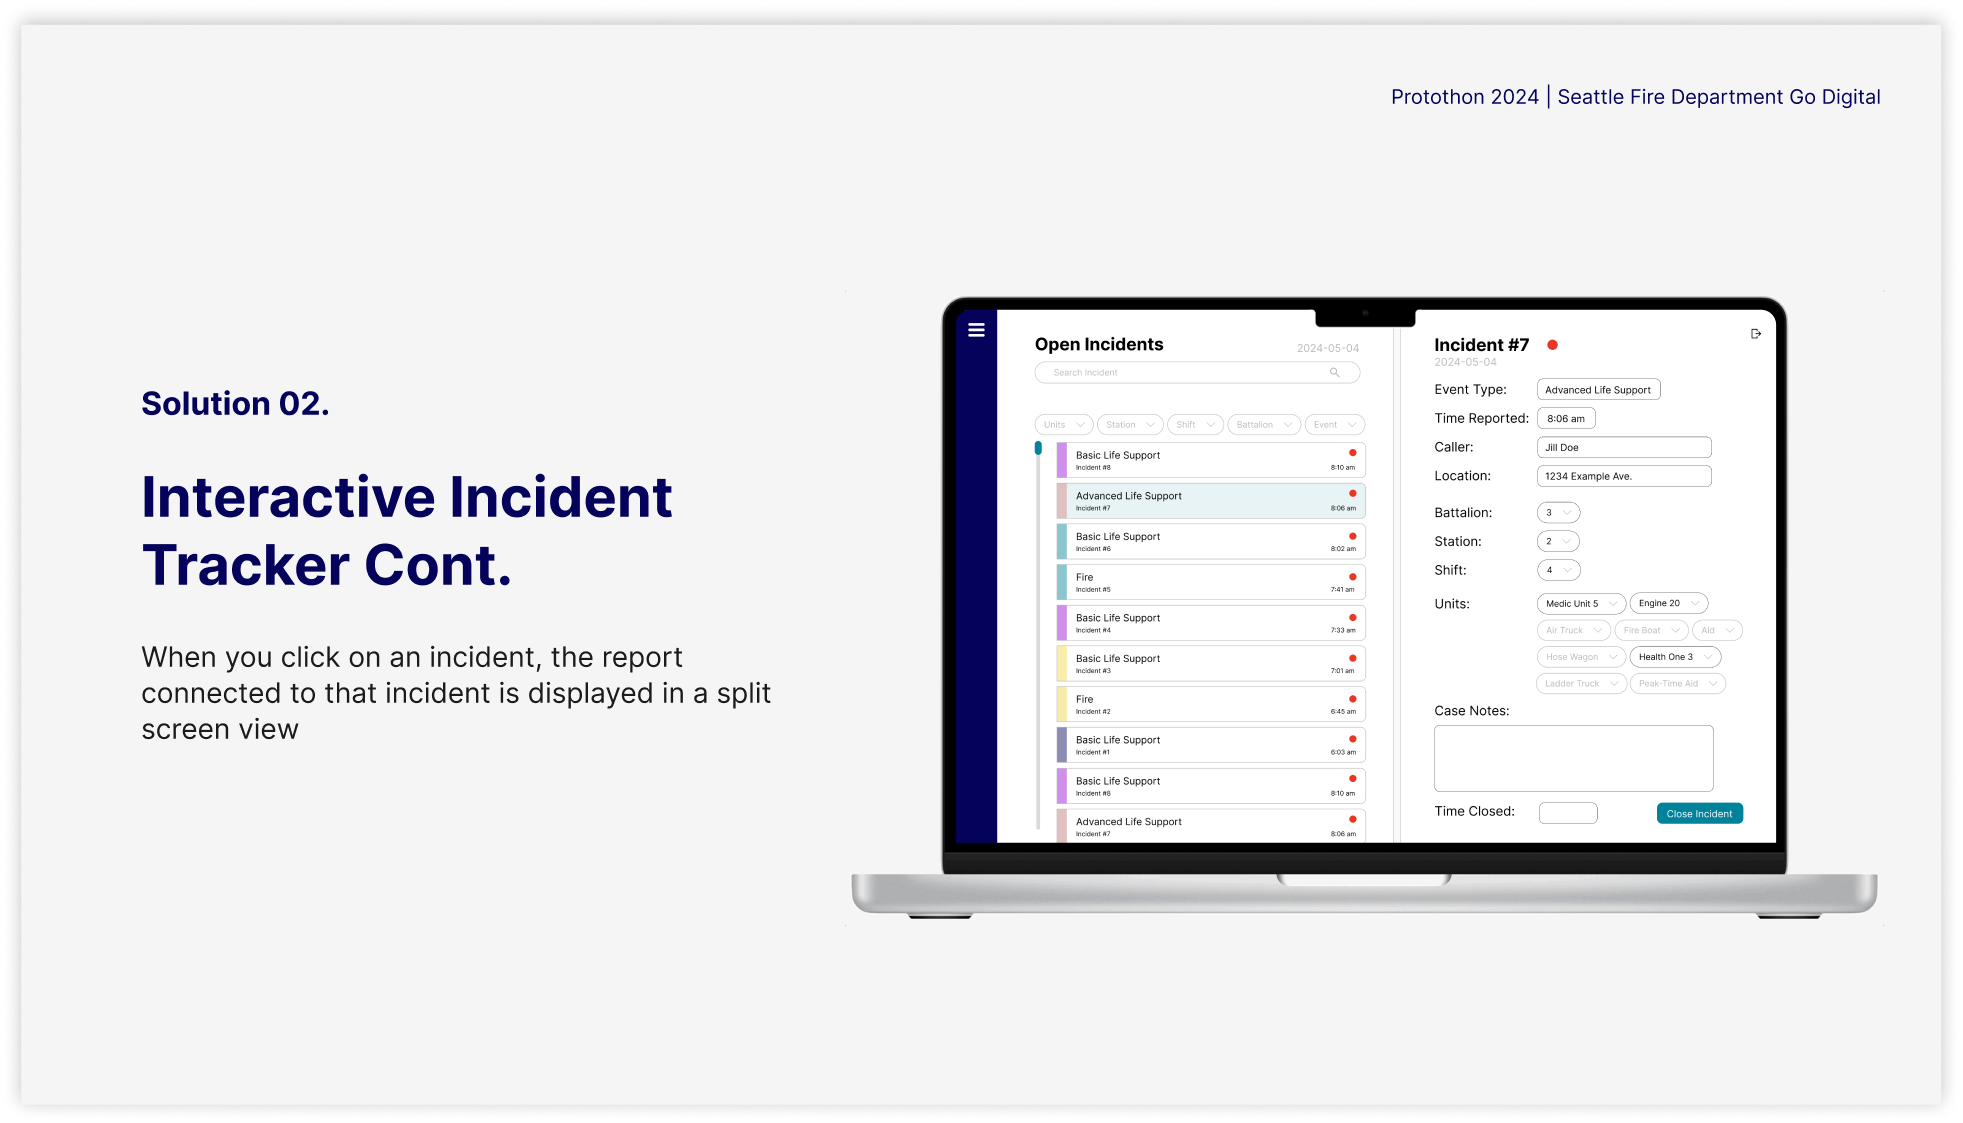 Protothon 2024 | Seattle Fire Department Go Digital
Solution 02.
Interactive Incident
Tracker Cont.
When you click on an incident, the report
connected to that incident is displayed in a split
screen view
Open Incidents
2024-05-04
Search Incident
Units Station Shift Battalion Event
Basic Life Support
Incident #8 8:10 am
Advanced Life Support
Incident #7 8:06 am
Basic Life Support
Incident #6 8:02 am
Fire
Incident #5 7:41 am
Basic Life Support
Incident #4 7:33 am
Basic Life Support
Incident #3 7:01 am
Fire
Incident #2 6:45 am
Basic Life Support
Incident #1 6:03 am
Basic Life Support
Incident #8 8:10 am
Advanced Life Support
Incident #7 8:06 am
Incident #7
2024-05-04
Event Type: Advanced Life Support
Time Reported: 8:06 am
Caller: Jill Doe
Location: 1234 Example Ave.
Battalion: 3
Station: 2
Shift: 4
Units: Medic Unit 5 Engine 20
Air Truck Fire Boat Aid
Hose Wagon Health One 3
Ladder Truck Peak-Time Aid
Case Notes:
Time Closed: Close Incident